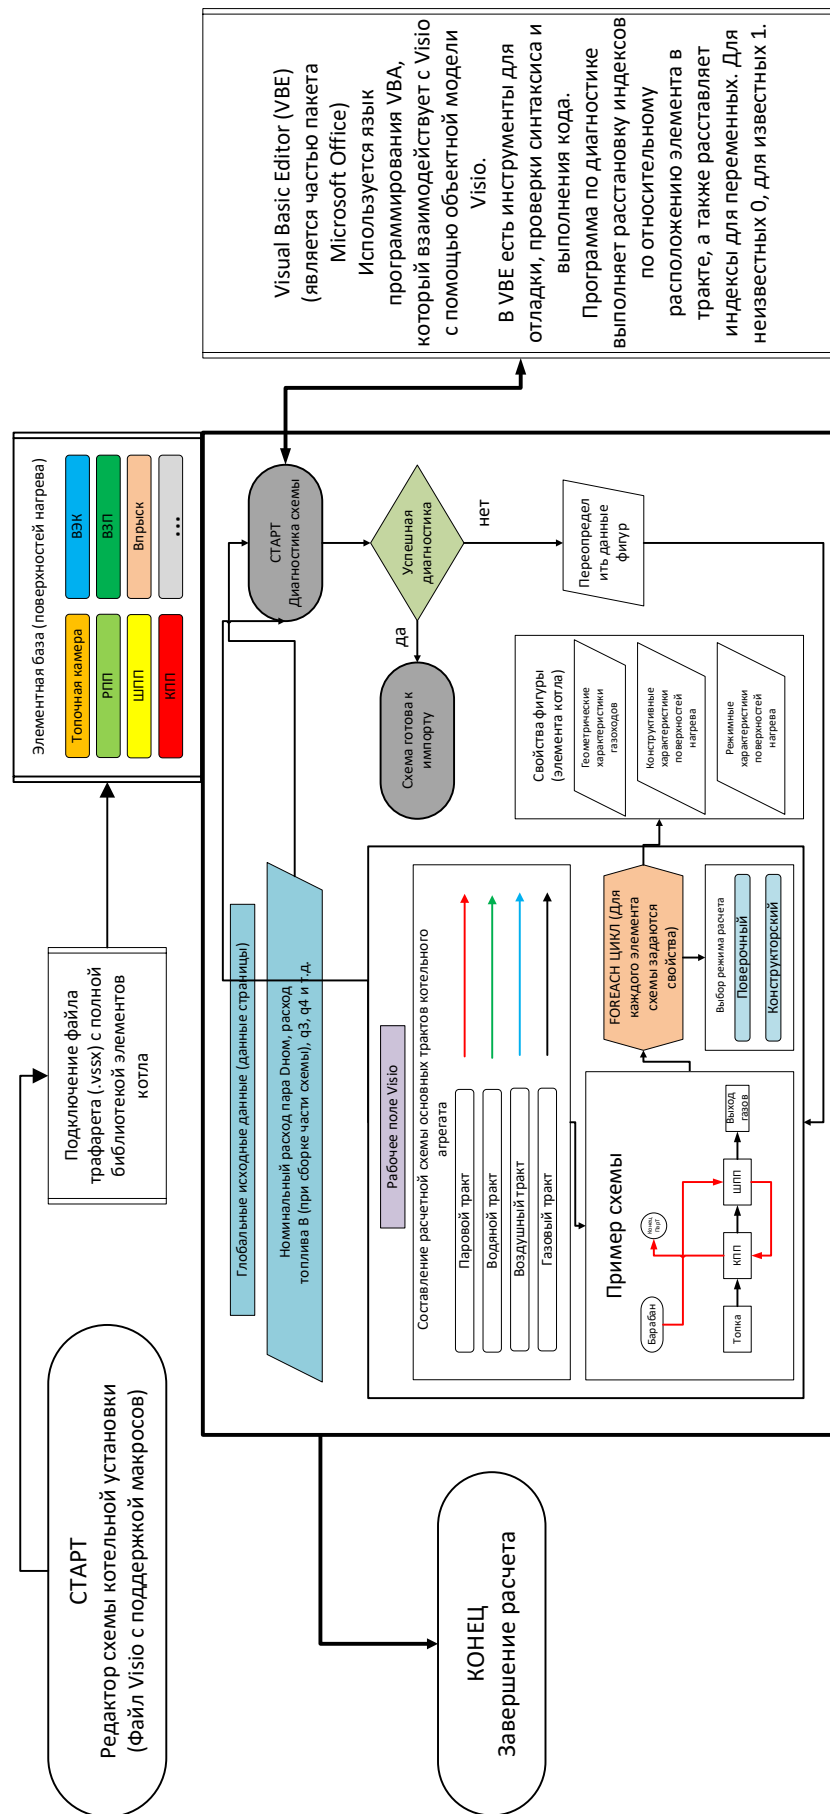 СТАРТ
Редактор схемы котельной установки
(Файл Visio с поддержкой макросов)
Подключение файла
трафарета (.vssx) с полной
библиотекой элементов
котла
Элементная база (поверхностей нагрева)
Топочная камера
РПП
ШПП
КПП
ВЭК
ВЗП
Впрыск
...
Глобальные исходные данные (данные страницы)
Номинальный расход пара Dном, расход
топлива B (при сборке части схемы), q3, q4 и т.д.
Рабочее поле Visio
Составление расчетной схемы основных трактов котельного
агрегата
Паровой тракт
Водяной тракт
Воздушный тракт
Газовый тракт
Пример схемы
Барабан
Конец
ПарТ
Топка
КПП
ШПП
Выход
газов
FOREACH ЦИКЛ (Для
каждого элемента
схемы задаются
свойства)
Выбор режима расчета
Поверочный
Конструкторский
Свойства фигуры
(элемента котла)
Геометрические
характеристики
газоходов
Конструктивные
характеристики
поверхностей
нагрева
Режимные
характеристики
поверхностей
нагрева
СТАРТ
Диагностика схемы
Успешная
диагностика
да
нет
Схема готова к
импорту
Переопредел
ить данные
фигур
Visual Basic Editor (VBE)
(является частью пакета
Microsoft Office)
Используется язык
программирования VBA,
который взаимодействует с Visio
с помощью объектной модели
Visio.
В VBE есть инструменты для
отладки, проверки синтаксиса и
выполнения кода.
Программа по диагностике
выполняет расстановку индексов
по относительному
расположению элемента в
тракте, а также расставляет
индексы для переменных. Для
неизвестных 0, для известных 1.
КОНЕЦ
Завершение расчета